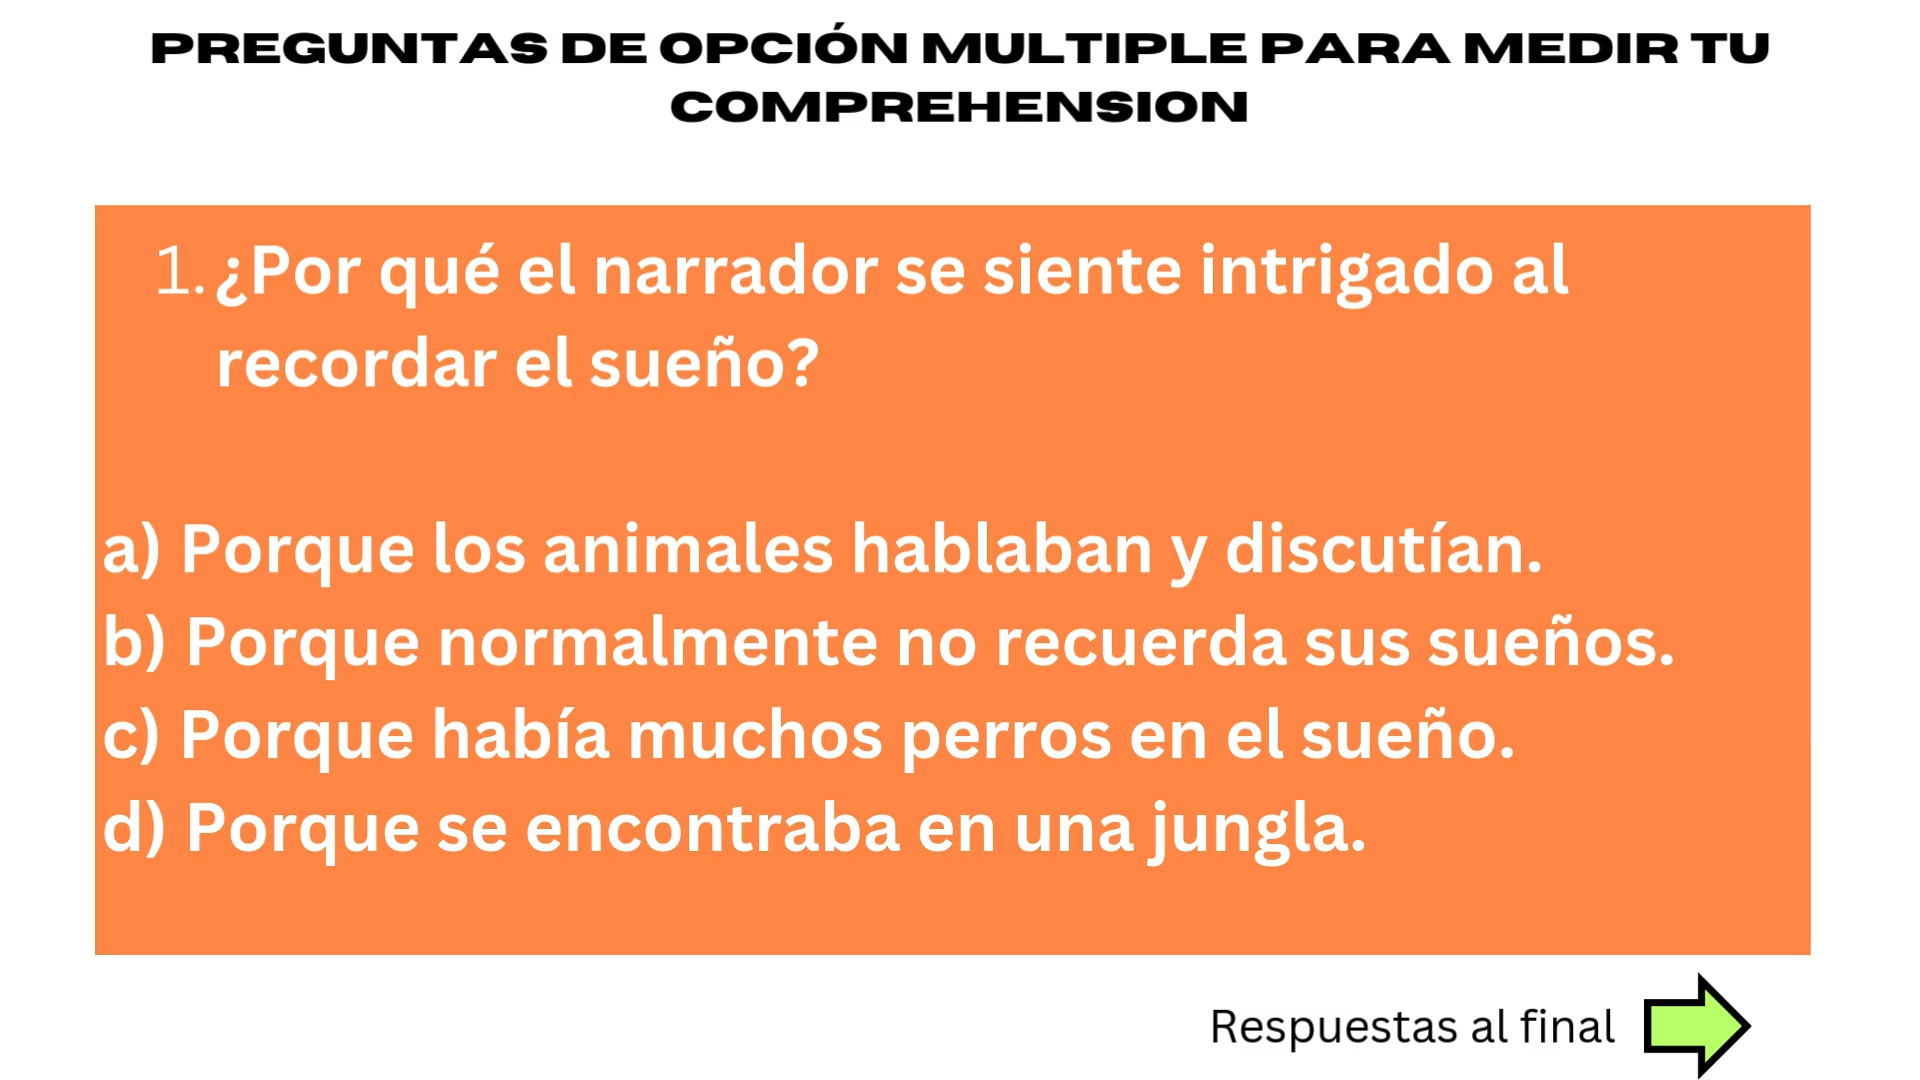 PREGUNTAS DE OPCIÓN MULTIPLE PARA MEDIR TU
COMPREHENSION
1. ¿Por qué el narrador se siente intrigado al
recordar el sueño?
a) Porque los animales hablaban y discutían.
b) Porque normalmente no recuerda sus sueños.
c) Porque había muchos perros en el sueño.
d) Porque se encontraba en una jungla.
Respuestas al final